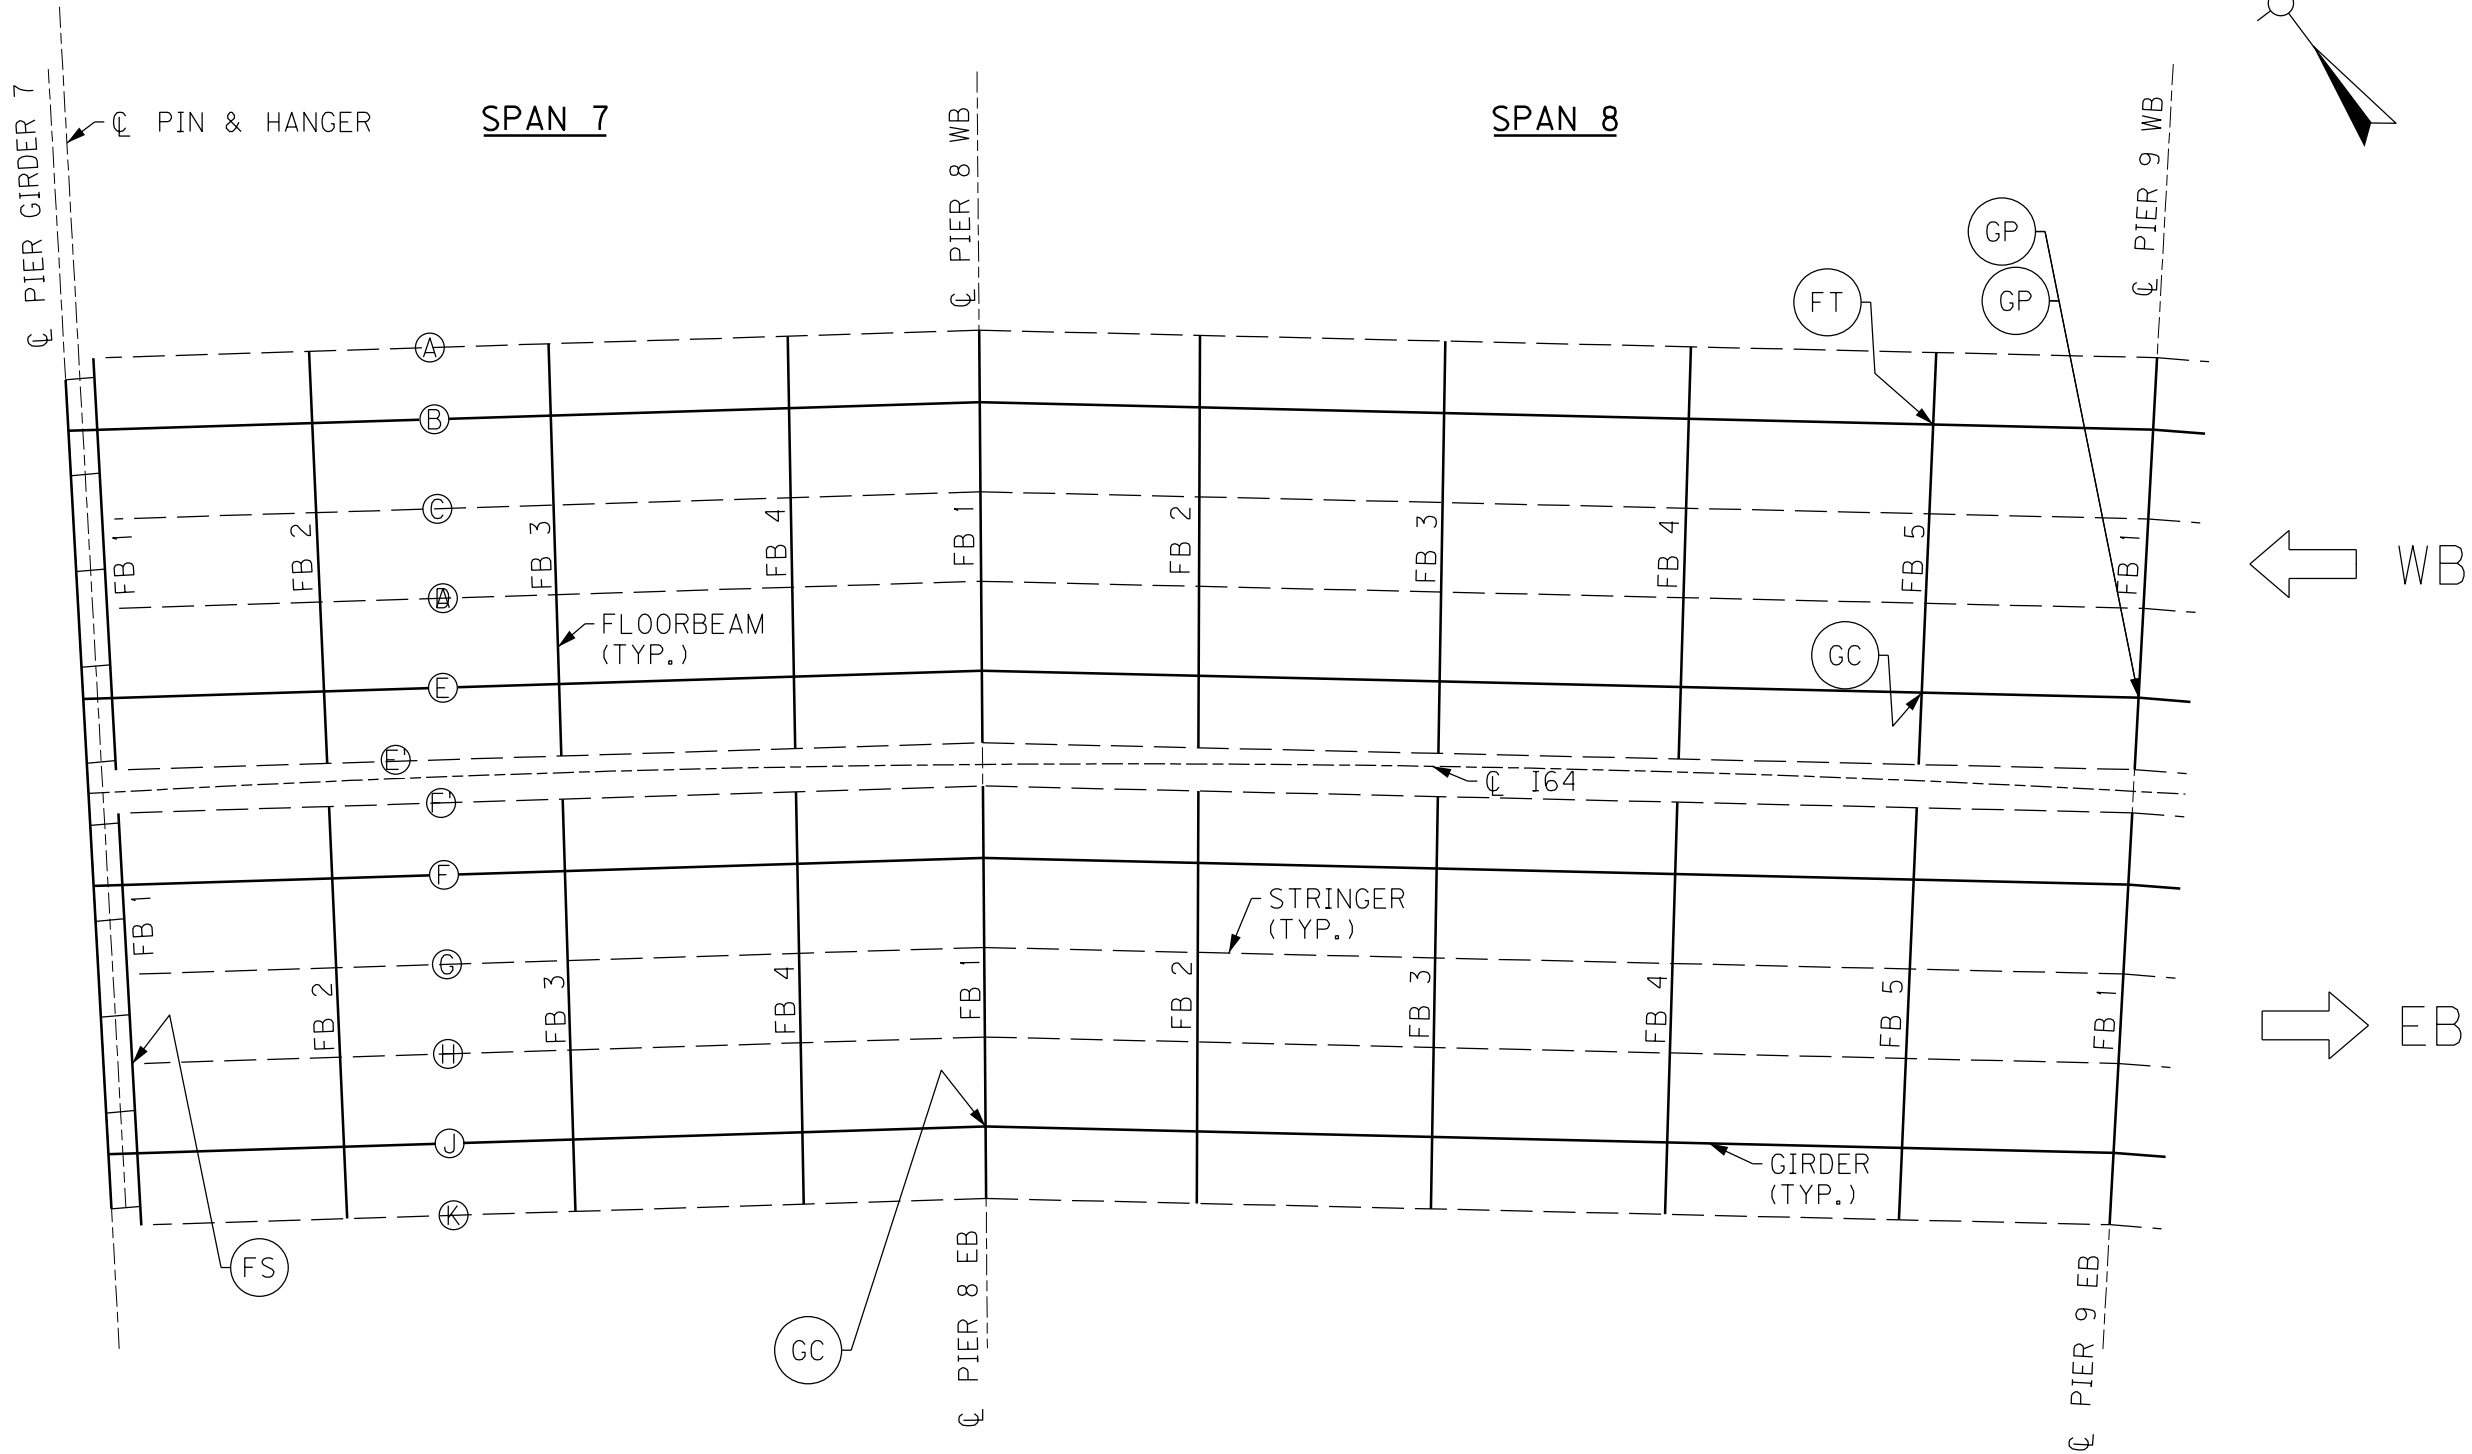 ℄ PIER GIRDER 7
℄ PIN & HANGER
SPAN 7
℄ PIER 8 WB
SPAN 8
℄ PIER 9 WB
GP
GP
FT
A
B
C
FB 1
FB 2
FB 3
FB 4
FB 1
FB 2
FB 3
FB 4
FB 5
FB 1
WB
FLOORBEAM
(TYP.)
GC
E
E'
℄ I64
F
STRINGER
(TYP.)
FB 1
G
FB 2
FB 3
FB 4
FB 1
FB 2
FB 3
FB 4
FB 5
FB 1
EB
H
J
GIRDER
(TYP.)
K
FS
GC
℄ PIER 8 EB
℄ PIER 9 EB